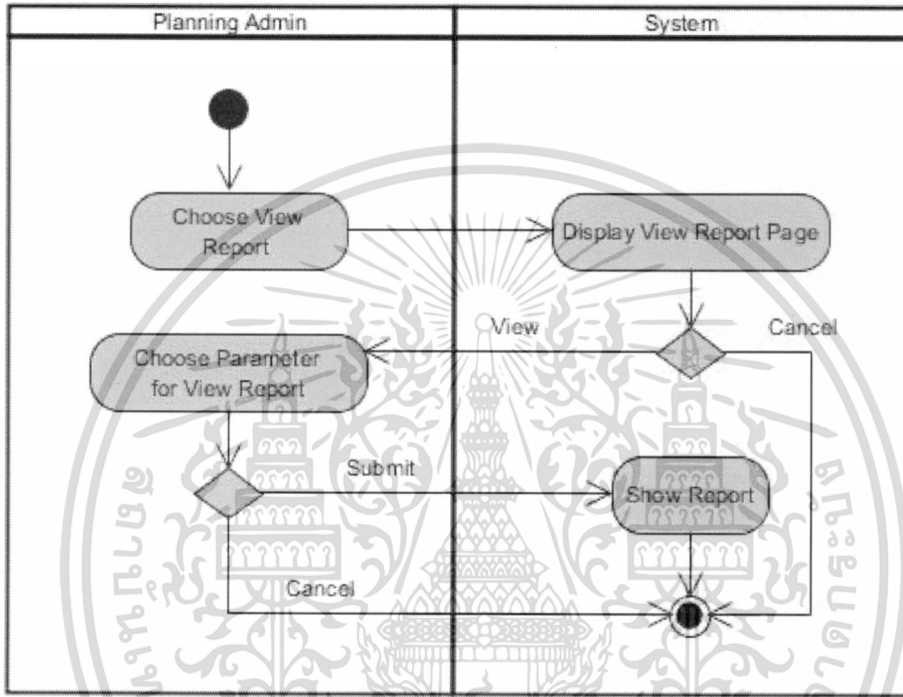 Planning Admin
System
Choose View
Report
Display View Report Page
View
Cancel
Choose Parameter
for View Report
Submit
Show Report
Cancel